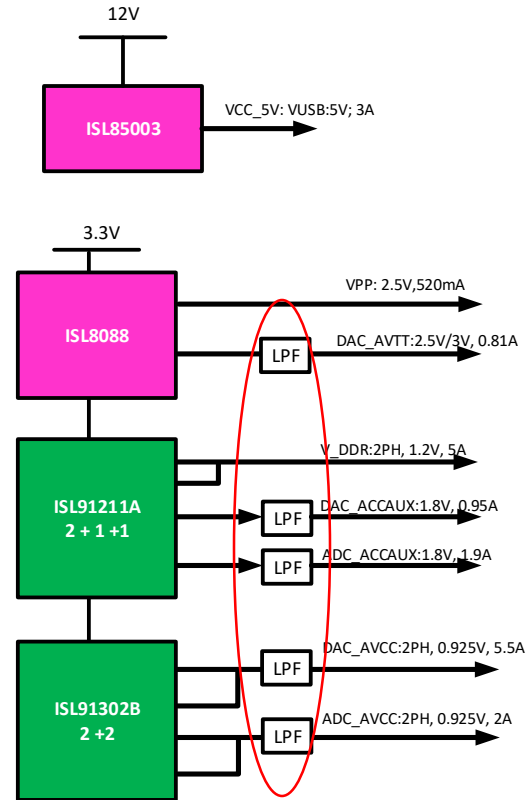 12V
ISL85003
VCC_5V: VUSB:5V; 3A
3.3V
ISL8088
VPP: 2.5V,520mA
LPF
DAC_AVTT:2.5V/3V, 0.81A
ISL91211A
2 + 1 +1
V_DDR:2PH, 1.2V, 5A
LPF
DAC_ACCAUX:1.8V, 0.95A
LPF
ADC_ACCAUX:1.8V, 1.9A
ISL91302B
2 +2
LPF
DAC_AVCC:2PH, 0.925V, 5.5A
LPF
ADC_AVCC:2PH, 0.925V, 2A